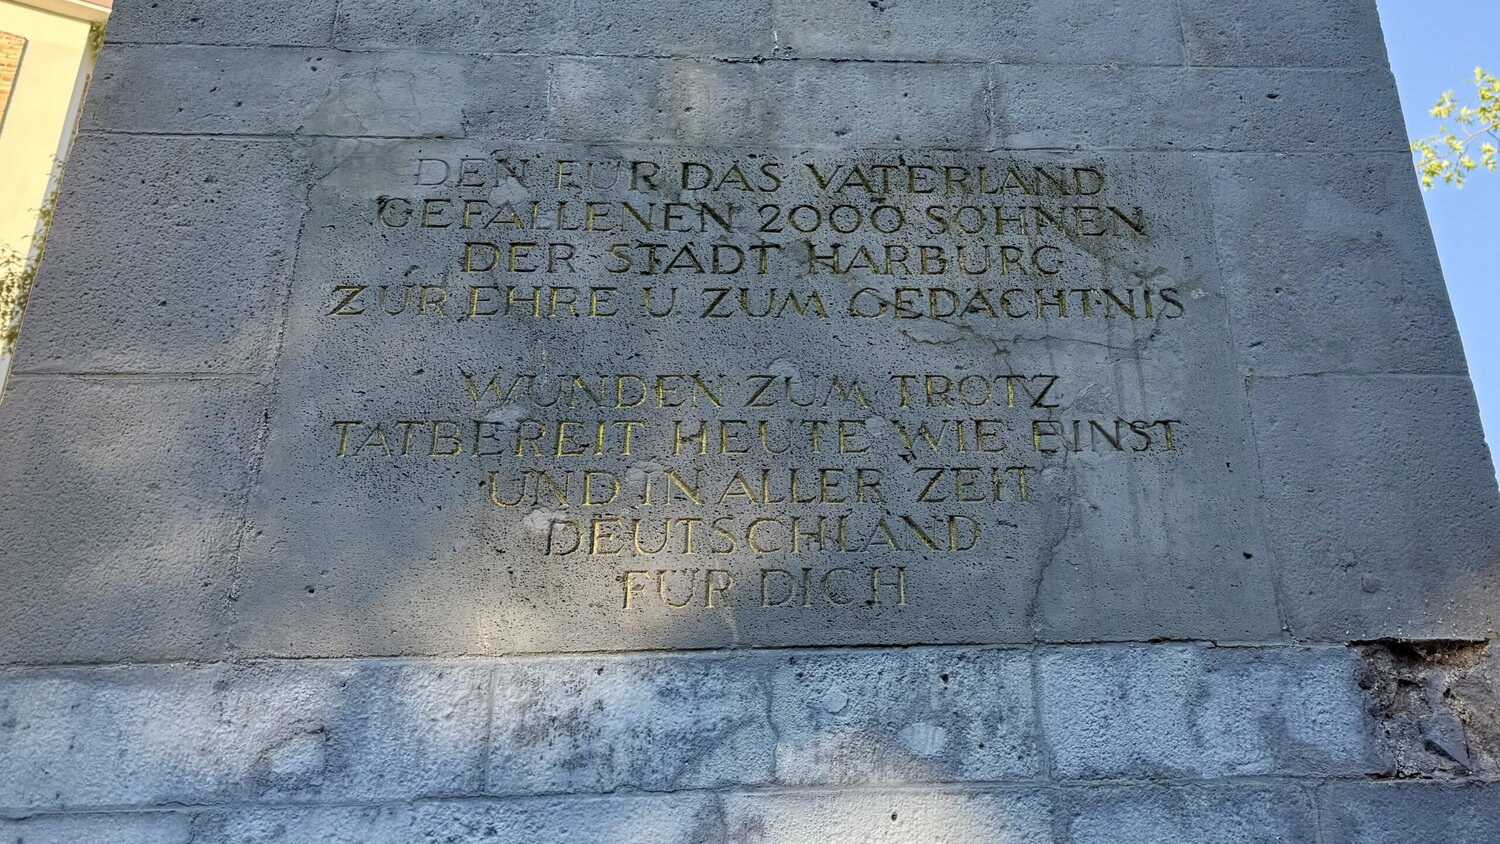 DEN FÜR DAS VATERLAND
GEFALLENEN 2000 SÖHNEN
DER STADT HARBURG
ZUR EHRE U ZUM GEDÄCHTNIS
WUNDEN ZUM TROTZ
TATBEREIT HEUTE WIE EINST
UND IN ALLER ZEIT
DEUTSCHLAND
FÜR DICH